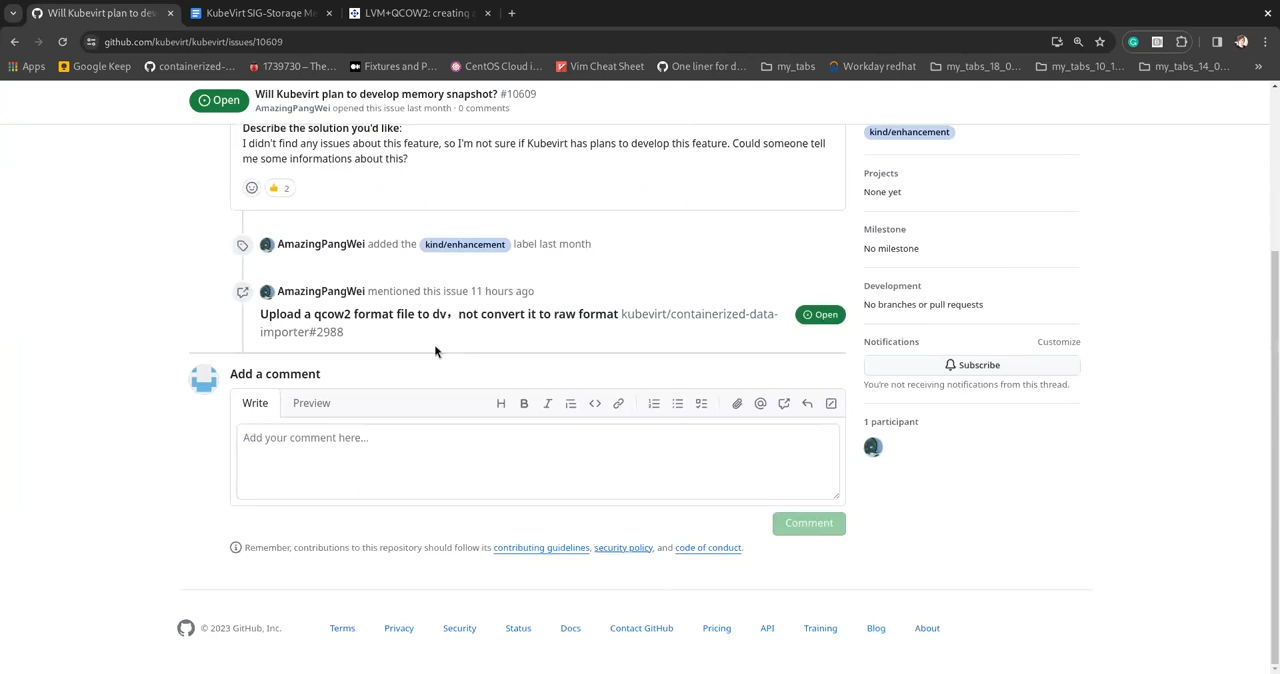 Will Kubevirt plan to dev
KubeVirt SIG-Storage Me
LVM+QCOW2: creating
github.com/kubevirt/kubevirt/issues/10609
Apps
Google Keep
containerized-...
1739730 – The...
Fixtures and P...
CentOS Cloud i...
Vim Cheat Sheet
One liner for d...
my_tabs
Workday redhat
my_tabs_18_0...
my_tabs_10_1...
my_tabs_14_0...
»
Open
Will Kubevirt plan to develop memory snapshot? #10609
AmazingPangWei opened this issue last month · 0 comments
Describe the solution you'd like:
I didn't find any issues about this feature, so I'm not sure if Kubevirt has plans to develop this feature. Could someone tell
me some informations about this?
2
AmazingPangWei added the kind/enhancement label last month
AmazingPangWei mentioned this issue 11 hours ago
Upload a qcow2 format file to dv，not convert it to raw format kubevirt/containerized-data-
importer#2988
Open
Add a comment
Write
Preview
Add your comment here...
Comment
Remember, contributions to this repository should follow its contributing guidelines, security policy, and code of conduct.
kind/enhancement
Projects
None yet
Milestone
No milestone
Development
No branches or pull requests
Notifications
Customize
Subscribe
You're not receiving notifications from this thread.
1 participant
© 2023 GitHub, Inc.
Terms
Privacy
Security
Status
Docs
Contact GitHub
Pricing
API
Training
Blog
About